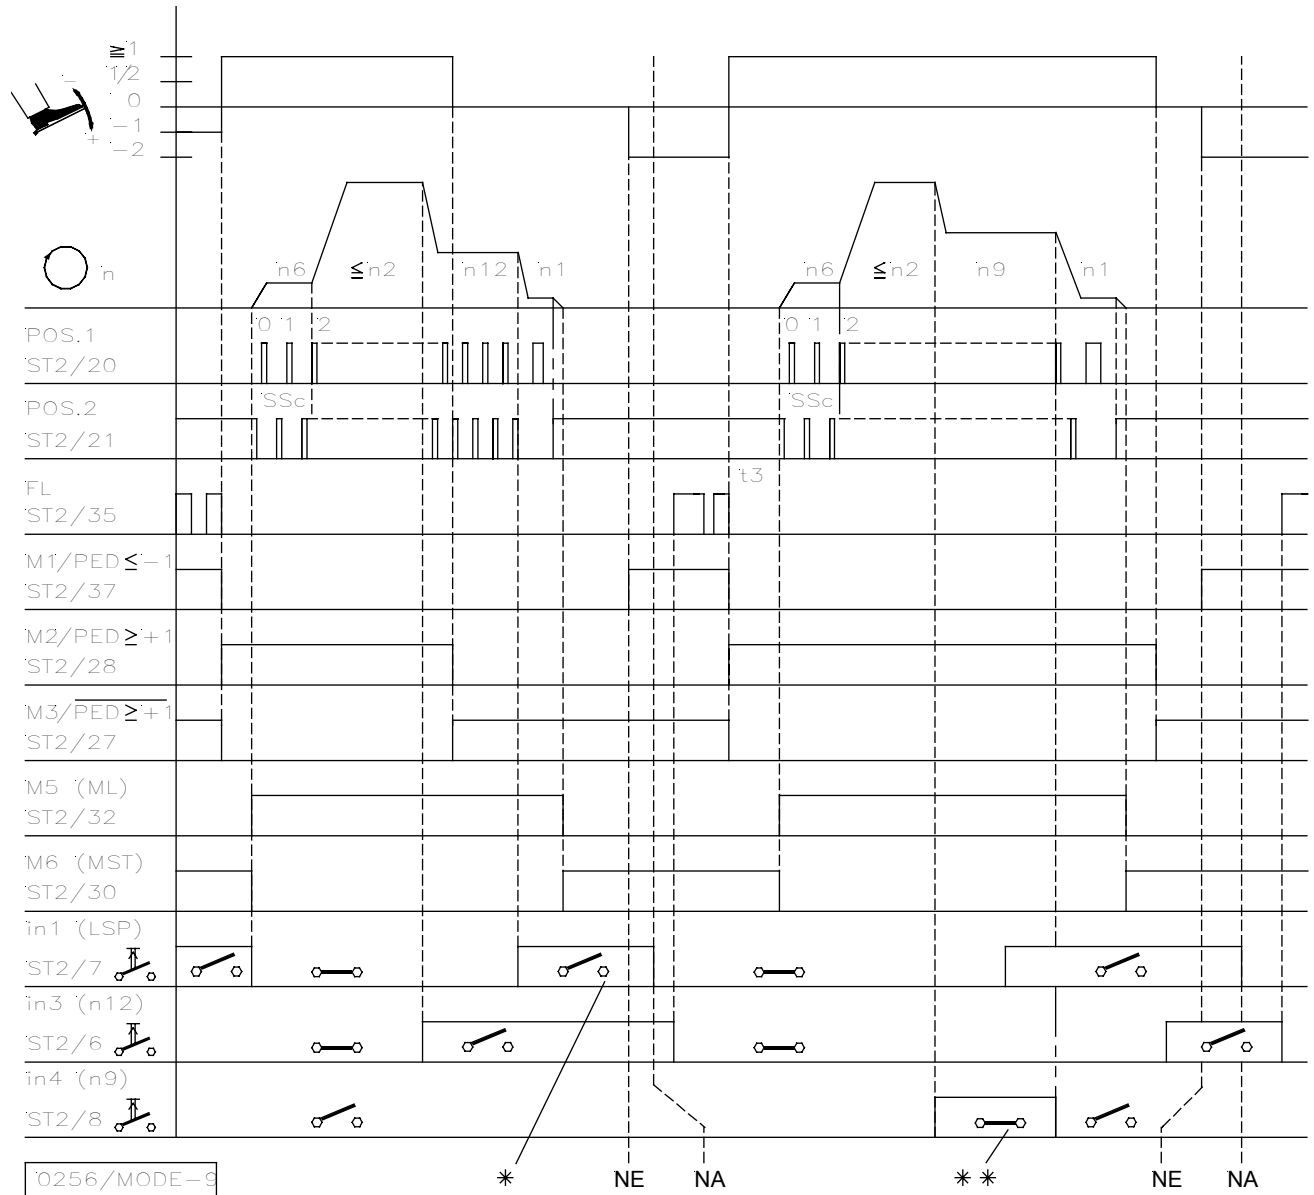 ≧1
1/2
0
−1
−2
−
+
n
n6 ≤n2 n12 n1 n6 ≤n2 n9 n1
0 1 2 0 1 2
POS.1
ST2/20
SSc SSc
POS.2
ST2/21
t3
FL
ST2/35
M1/PED≤−1
ST2/37
M2/PED≥+1
ST2/28
M3/PED≥+1
ST2/27
M5 (ML)
ST2/32
M6 (MST)
ST2/30
in1 (LSP)
ST2/7
in3 (n12)
ST2/6
in4 (n9)
ST2/8
0256/MODE−9 * NE NA ** NE NA